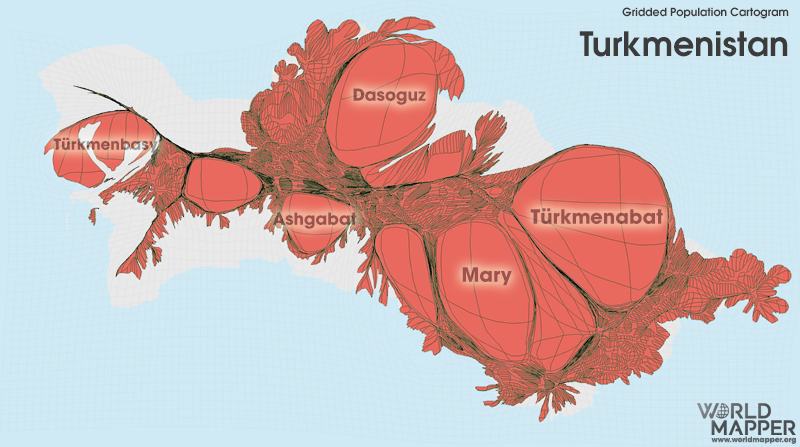 Gridded Population Cartogram
Turkmenistan
Dasoguz
Türkmenbasy
Ashgabat
Türkmenabat
Mary
WORLD
MAPPER
www.worldmapper.org